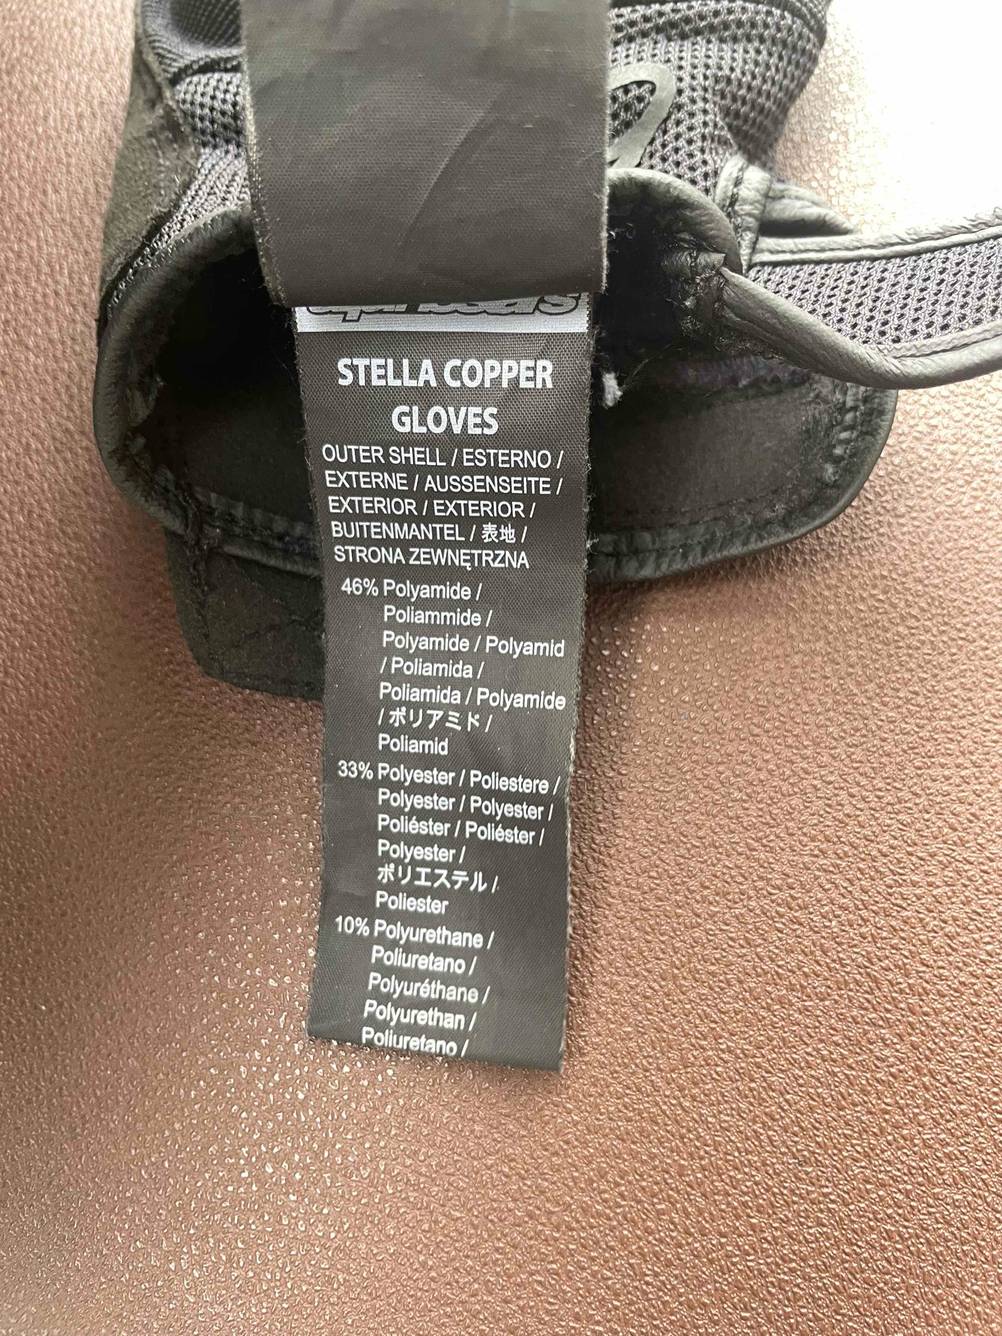 STELLA COPPER
GLOVES
OUTER SHELL / ESTERNO /
EXTERNE / AUSSENSEITE /
EXTERIOR / EXTERIOR /
BUITENMANTEL / 表地 /
STRONA ZEWNĘTRZNA
46% Polyamide /
Poliammide /
Polyamide / Polyamid
/ Poliamida /
Poliamida / Polyamide
/ ポリアミド /
Poliamid
33% Polyester / Poliestere /
Polyester / Polyester /
Poliéster / Poliéster /
Polyester /
ポリエステル /
Poliester
10% Polyurethane /
Poliuretano /
Polyuréthane /
Polyurethan /
Poliuretano /